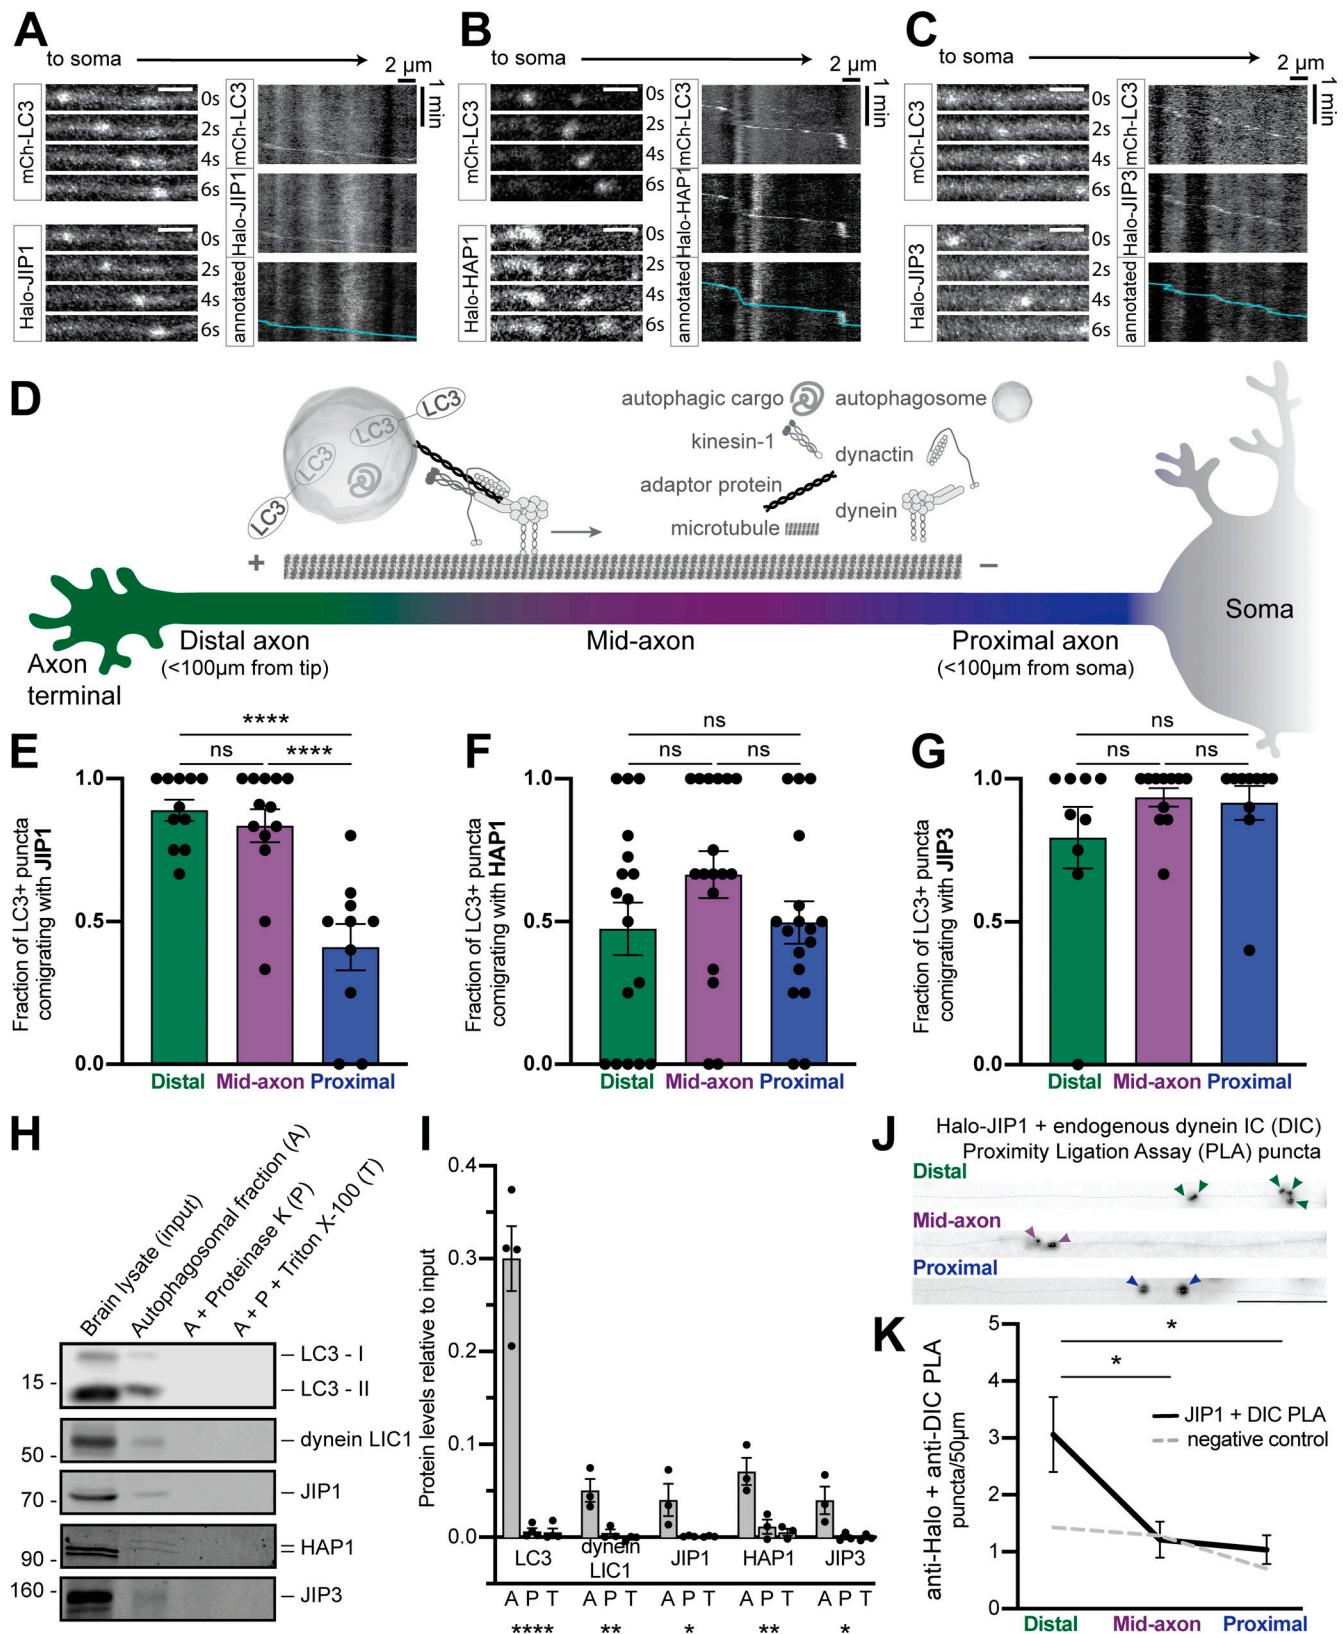 A
to soma
2 μm
1 min
mCh-LC3
0s
2s
4s
6s
Halo-JIP1
0s
2s
4s
6s
mCh-LC3
Halo-JIP1
annotated
B
to soma
2 μm
1 min
mCh-LC3
0s
2s
4s
6s
Halo-HAP1
0s
2s
4s
6s
mCh-LC3
Halo-HAP1
annotated
C
to soma
2 μm
1 min
mCh-LC3
0s
2s
4s
6s
Halo-JIP3
0s
2s
4s
6s
mCh-LC3
Halo-JIP3
annotated
D
LC3
LC3
LC3
LC3
autophagic cargo
autophagosome
kinesin-1
dynactin
adaptor protein
dynein
microtubule
+
−
Soma
Axon
terminal
Distal axon
(<100μm from tip)
Mid-axon
Proximal axon
(<100μm from soma)
E
****
ns
****
Fraction of LC3+ puncta
comigrating with JIP1
1.0
0.5
0.0
Distal
Mid-axon
Proximal
F
ns
ns
ns
Fraction of LC3+ puncta
comigrating with HAP1
1.0
0.5
0.0
Distal
Mid-axon
Proximal
G
ns
ns
ns
Fraction of LC3+ puncta
comigrating with JIP3
1.0
0.5
0.0
Distal
Mid-axon
Proximal
H
Brain lysate (input)
Autophagosomal fraction (A)
A + Proteinase K (P)
A + P + Triton X-100 (T)
15 -
– LC3 - I
– LC3 - II
50 -
– dynein LIC1
70 -
– JIP1
90 -
HAP1
160 -
– JIP3
I
Protein levels relative to input
0.4
0.3
0.2
0.1
0.0
LC3
dynein
LIC1
JIP1
HAP1
JIP3
A P T
A P T
A P T
A P T
A P T
****
**
*
**
*
J
Halo-JIP1 + endogenous dynein IC (DIC)
Proximity Ligation Assay (PLA) puncta
Distal
Mid-axon
Proximal
K
anti-Halo + anti-DIC PLA
puncta/50μm
5
4
3
2
1
0
*
*
JIP1 + DIC PLA
negative control
Distal
Mid-axon
Proximal